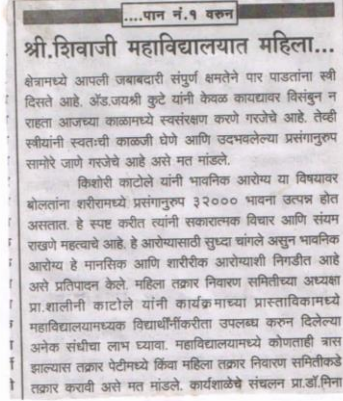 ....पान नं.१ वरुन
श्री.शिवाजी महाविद्यालयात महिला...
क्षेत्रामध्ये आपली जबाबदारी संपुर्ण क्षमतेने पार पाडतांना स्त्री
दिसते आहे. ॲड.जयश्री कुटे यांनी केवळ कायद्यावर विसंबुन न
राहता आजच्या काळामध्ये स्वसंरक्षण करणे गरजेचे आहे. तेव्ही
स्त्रीयांनी स्वतःची काळजी घेणे आणि उदभवलेल्या प्रसंगानुरुप
सामोरे जाणे गरजेचे आहे असे मत मांडले.
किशोरी काटोले यांनी भावनिक आरोग्य या विषयावर
बोलतांना शरीरामध्ये प्रसंगानुरुप ३२००० भावना उत्पन्न होत
असतात. हे स्पष्ट करीत त्यांनी सकारात्मक विचार आणि संयम
राखणे महत्वाचे आहे. हे आरोग्यासाठी सुध्दा चांगले असुन भावनिक
आरोग्य हे मानसिक आणि शारीरीक आरोग्याशी निगडीत आहे
असे प्रतिपादन केले. महिला तक्रार निवारण समितीच्या अध्यक्षा
प्रा.शालीनी काटोले यांनी कार्यक्रमाच्या प्रास्ताविकामध्ये
महाविद्यालयामध्यक विद्यार्थीनींकरीता उपलब्ध करुन दिलेल्या
अनेक संधीचा लाभ घ्यावा. महाविद्यालयामध्ये कोणताही त्रास
झाल्यास तक्रार पेटीमध्ये किंवा महिला तक्रार निवारण समितीकडे
तक्रार करावी असे मत मांडले. कार्यशाळेचे संचलन प्रा.डॉ.मिना